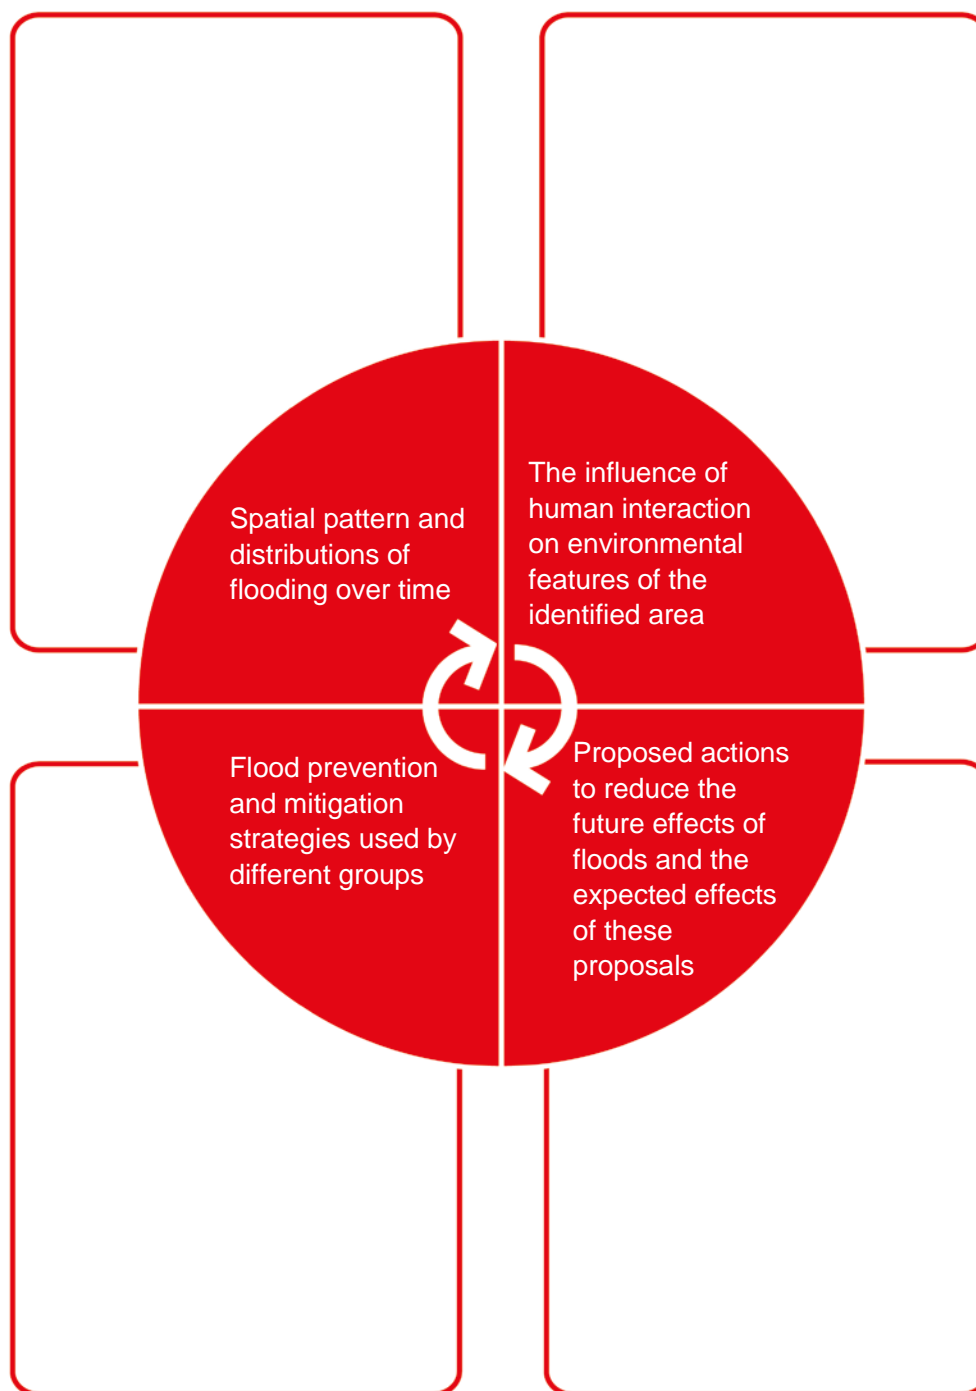 Spatial pattern and
distributions of
flooding over time
The influence of
human interaction
on environmental
features of the
identified area
Flood prevention
and mitigation
strategies used by
different groups
Proposed actions
to reduce the
future effects of
floods and the
expected effects
of these
proposals